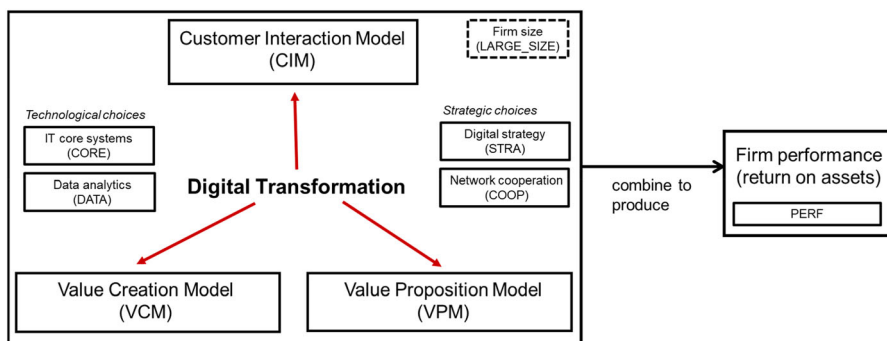 Customer Interaction Model
(CIM)
Firm size
(LARGE_SIZE)
Technological choices
IT core systems
(CORE)
Data analytics
(DATA)
Strategic choices
Digital strategy
(STRA)
Network cooperation
(COOP)
Digital Transformation
Value Creation Model
(VCM)
Value Proposition Model
(VPM)
combine to
produce
Firm performance
(return on assets)
PERF